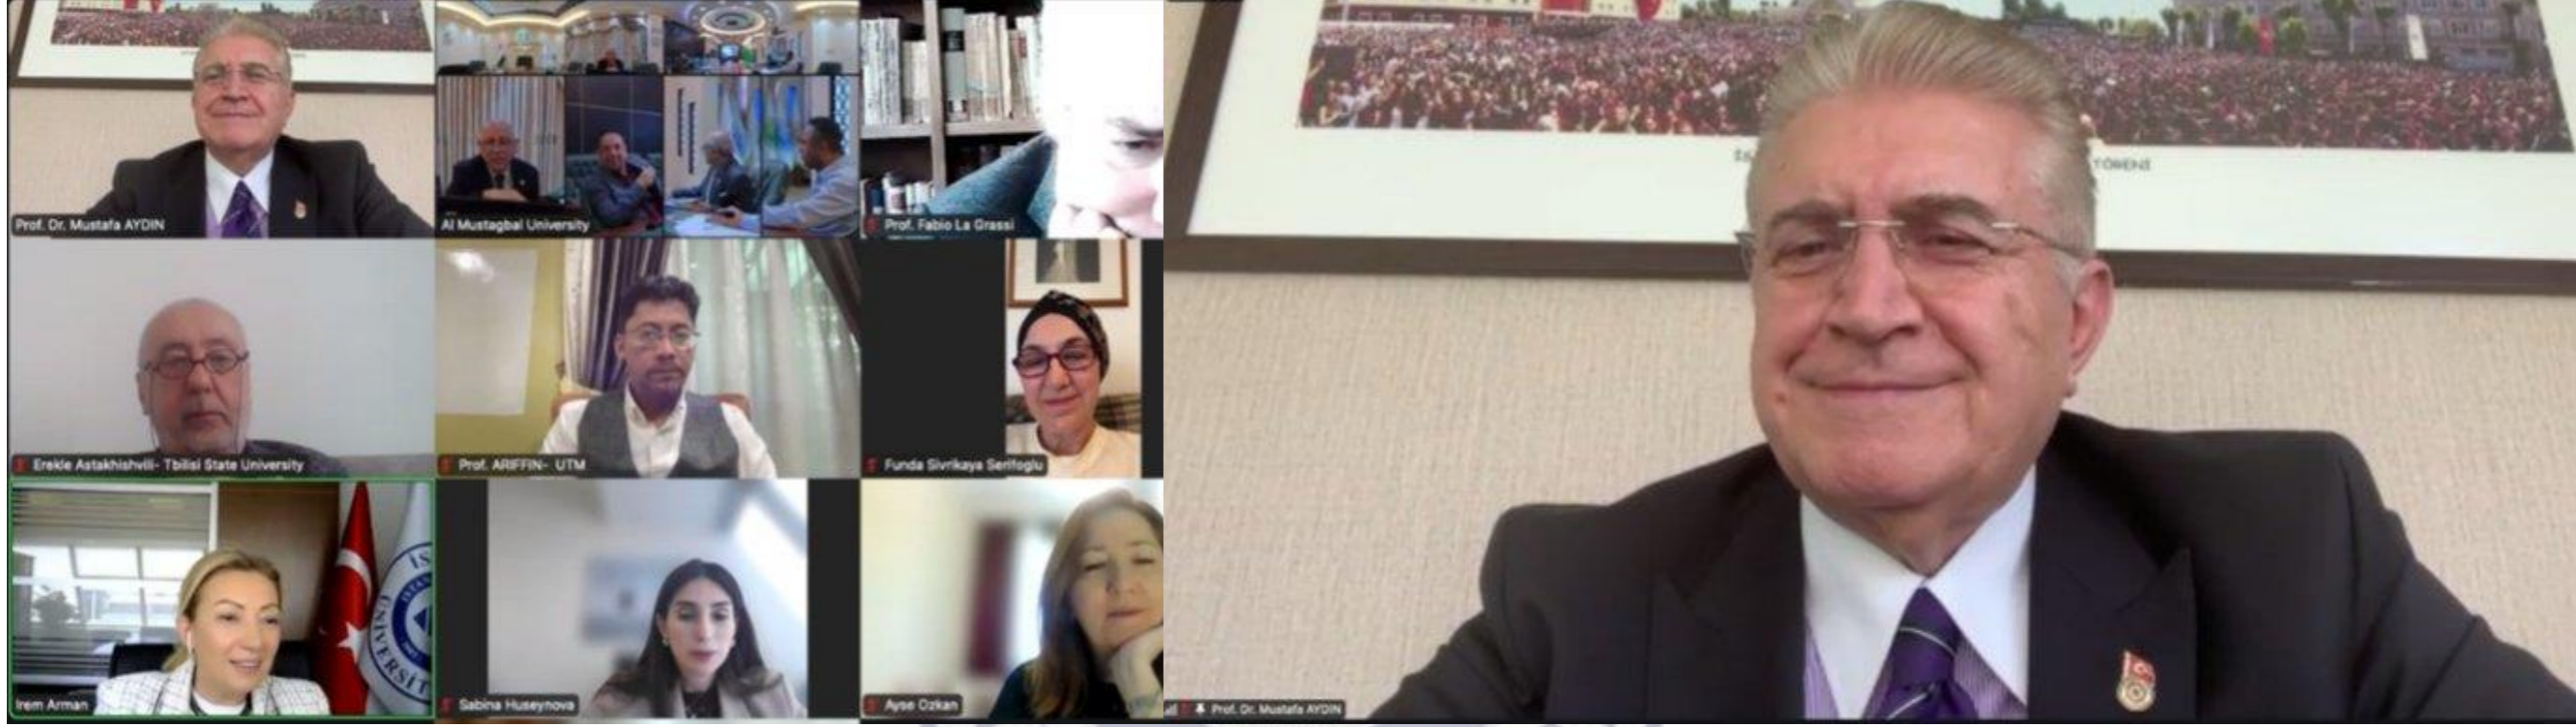 Prof. Dr. Mustafa AYDIN
Al Mustaqbal University
Prof. Fabio La Grassi
TÖRENİ
Erekle Astakhishvili- Tbilisi State University
Prof. ARIFFIN- UTM
Funda Sivrikaya Serifoglu
Irem Arman
Sabina Huseynova
Ayse Ozkan
Prof. Dr. Mustafa AYDIN